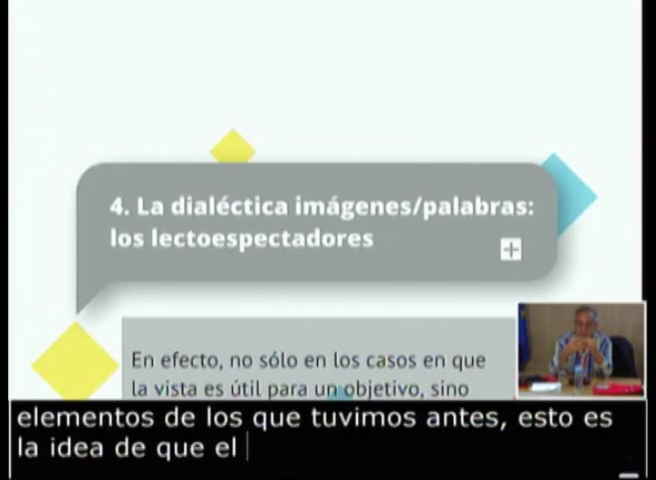 4. La dialéctica imágenes/palabras:
los lectoespectadores
En efecto, no sólo en los casos en que
la vista es útil para un objetivo, sino
elementos de los que tuvimos antes, esto es
la idea de que el